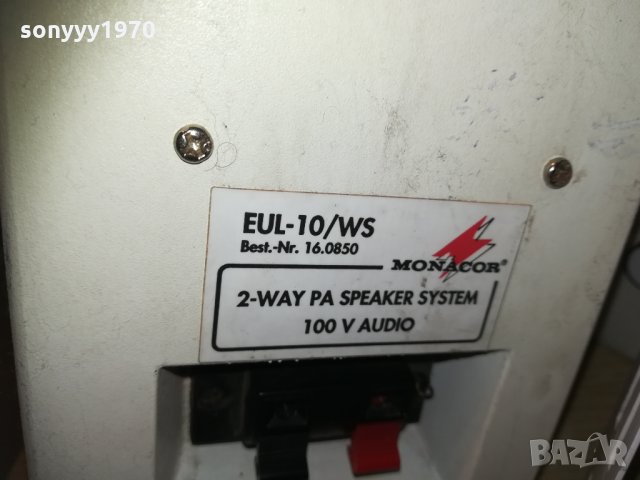 sonyyy1970
EUL-10/WS
Best.-Nr. 16.0850
MONACOR®
2-WAY PA SPEAKER SYSTEM
100 V AUDIO
BAZAR